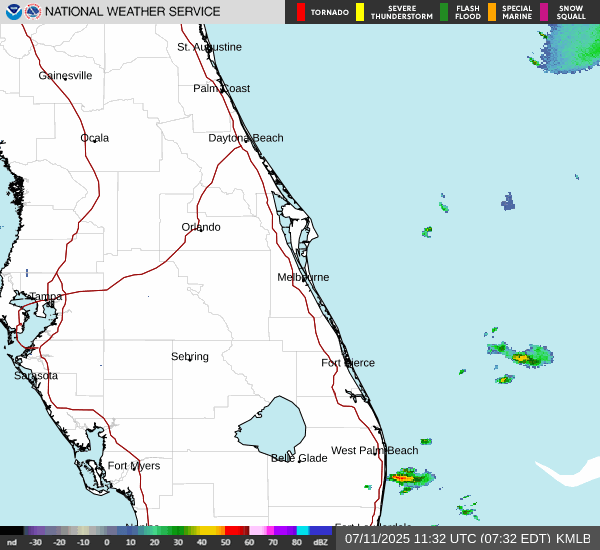 NATIONAL WEATHER SERVICE
TORNADO
SEVERE THUNDERSTORM
FLASH FLOOD
SPECIAL MARINE
SNOW SQUALL
St. Augustine
Gainesville
Palm Coast
Ocala
Daytona Beach
Orlando
Melbourne
Tampa
Sebring
Fort Pierce
Sarasota
West Palm Beach
Belle Glade
Fort Myers
nd -30 -20 -10 0 10 20 30 40 50 60 70 80 dBZ
07/11/2025 11:32 UTC (07:32 EDT) KMLB